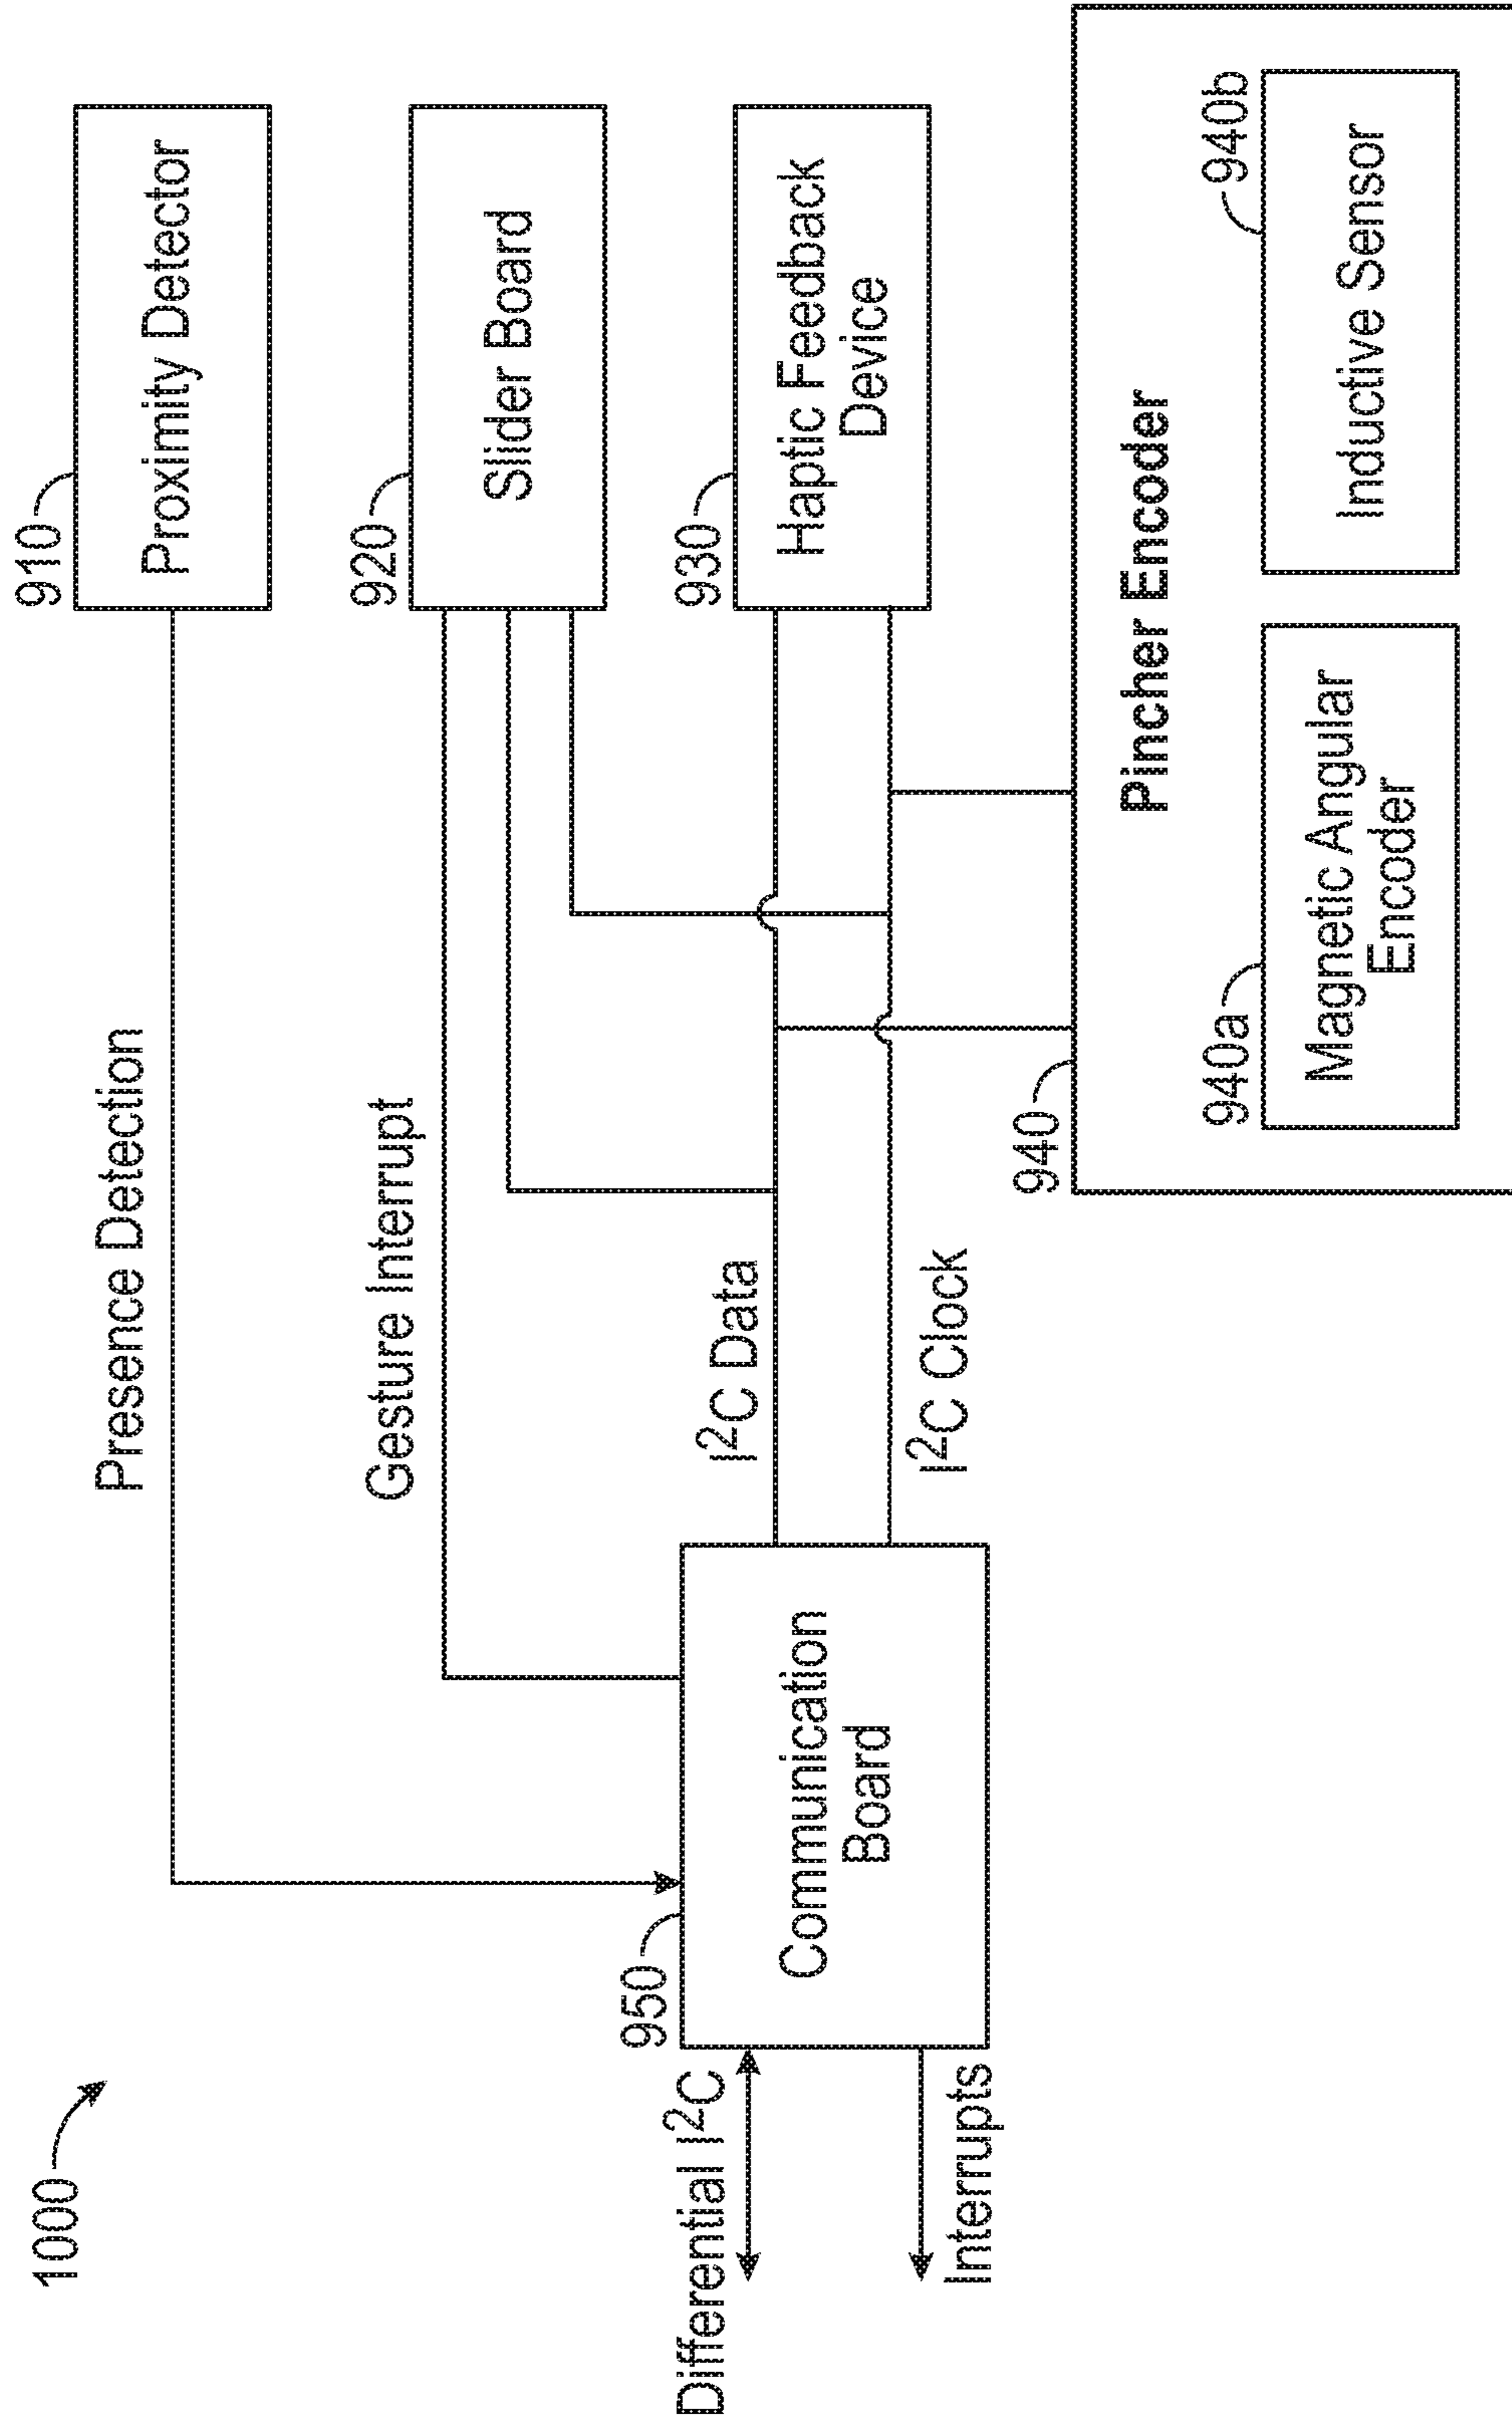 1000
910
Proximity Detector
Presence Detection
920
Slider Board
Gesture Interrupt
930
Haptic Feedback
Device
I²C Data
I²C Clock
950
Communication
Board
Differential I²C
Interrupts
940
Pincher Encoder
940a
Magnetic Angular
Encoder
940b
Inductive Sensor